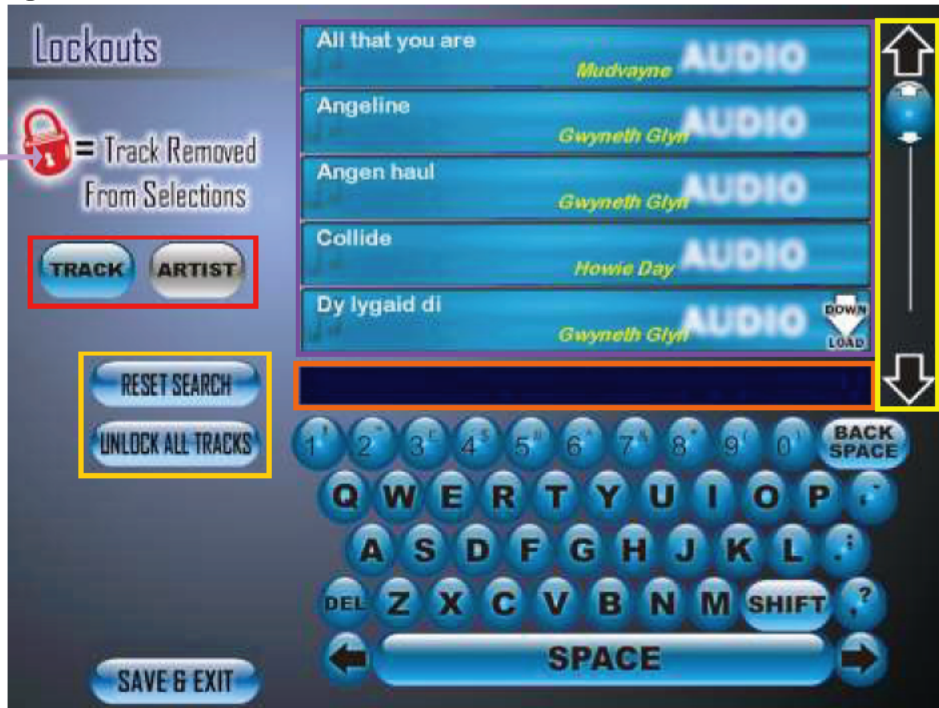 Lockouts
= Track Removed
From Selections
TRACK ARTIST
RESET SEARCH
UNLOCK ALL TRACKS
SAVE & EXIT
All that you are
Mudvayne AUDIO
Angeline
Gwyneth Glyn AUDIO
Angen haul
Gwyneth Glyn AUDIO
Collide
Howie Day AUDIO
Dy lygaid di
Gwyneth Glyn AUDIO
DOWN
LOAD
1 2 3 4 5 6 7 8 9 0 BACK
SPACE
Q W E R T Y U I O P
A S D F G H J K L
DEL Z X C V B N M SHIFT
SPACE